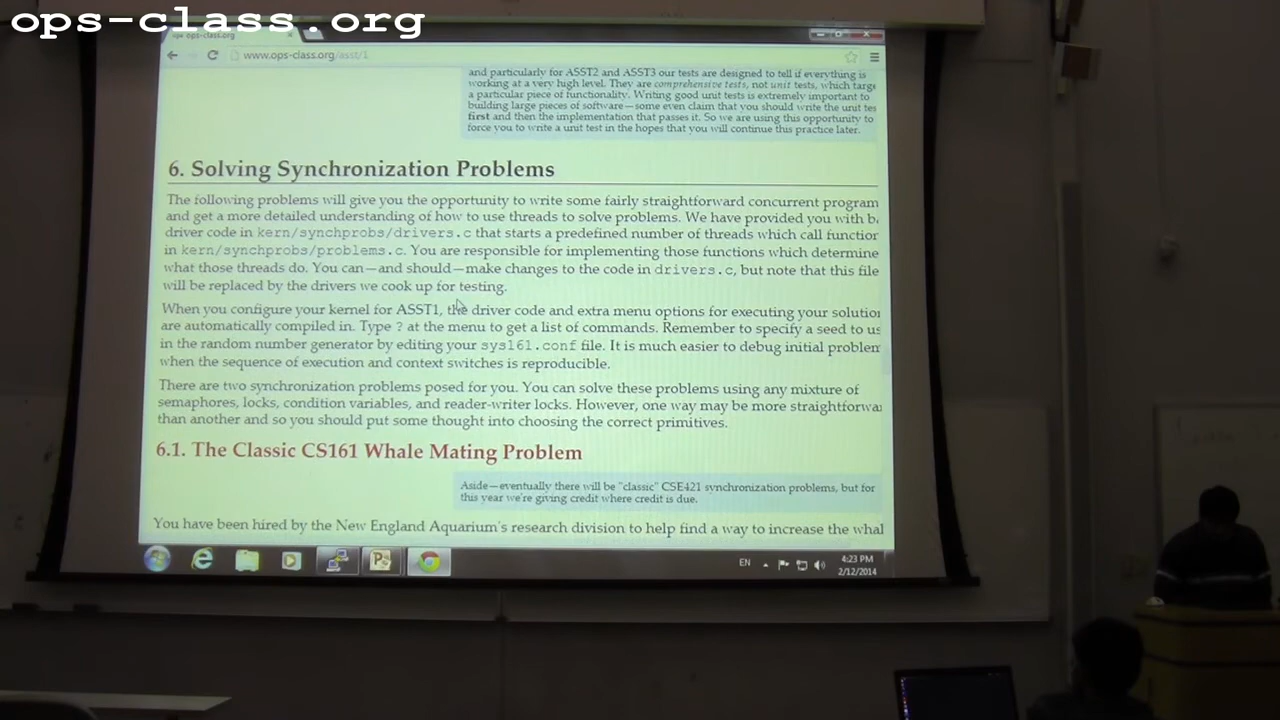 ops-class.org
ops-class.org
www.ops-class.org/asst/1
and particularly for ASST2 and ASST3 our tests are designed to tell if everything is
working at a very high level. They are comprehensive tests, not unit tests, which targe
a particular piece of functionality. Writing good unit tests is extremely important to
building large pieces of software—some even claim that you should write the unit tes
first and then the implementation that passes it. So we are using this opportunity to
force you to write a unit test in the hopes that you will continue this practice later.
6. Solving Synchronization Problems
The following problems will give you the opportunity to write some fairly straightforward concurrent program
and get a more detailed understanding of how to use threads to solve problems. We have provided you with b
driver code in kern/synchprobs/drivers.c that starts a predefined number of threads which call function
in kern/synchprobs/problems.c. You are responsible for implementing those functions which determine
what those threads do. You can—and should—make changes to the code in drivers.c, but note that this file
will be replaced by the drivers we cook up for testing.
When you configure your kernel for ASST1, the driver code and extra menu options for executing your solution
are automatically compiled in. Type ? at the menu to get a list of commands. Remember to specify a seed to us
in the random number generator by editing your sys161.conf file. It is much easier to debug initial problem
when the sequence of execution and context switches is reproducible.
There are two synchronization problems posed for you. You can solve these problems using any mixture of
semaphores, locks, condition variables, and reader-writer locks. However, one way may be more straightforwa
than another and so you should put some thought into choosing the correct primitives.
6.1. The Classic CS161 Whale Mating Problem
Aside—eventually there will be "classic" CSE421 synchronization problems, but for
this year we're giving credit where credit is due.
You have been hired by the New England Aquarium's research division to help find a way to increase the whal
EN
4:23 PM
2/12/2014